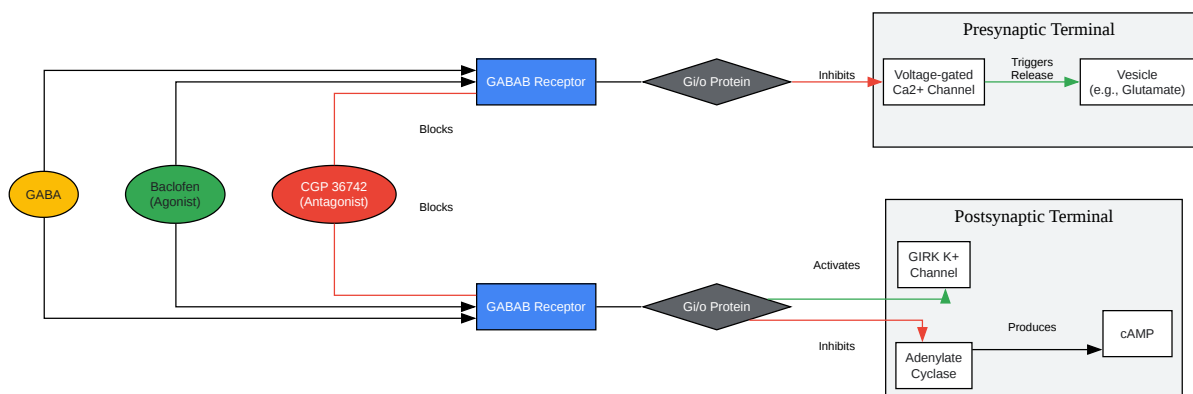 Presynaptic Terminal
GABAB Receptor
Gi/o Protein
Inhibits
Voltage-gated
Ca2+ Channel
Triggers
Release
Vesicle
(e.g., Glutamate)
Blocks
GABA
Baclofen
(Agonist)
CGP 36742
(Antagonist)
Blocks
Postsynaptic Terminal
GIRK K+
Channel
Activates
GABAB Receptor
Gi/o Protein
Produces
cAMP
Inhibits
Adenylate
Cyclase